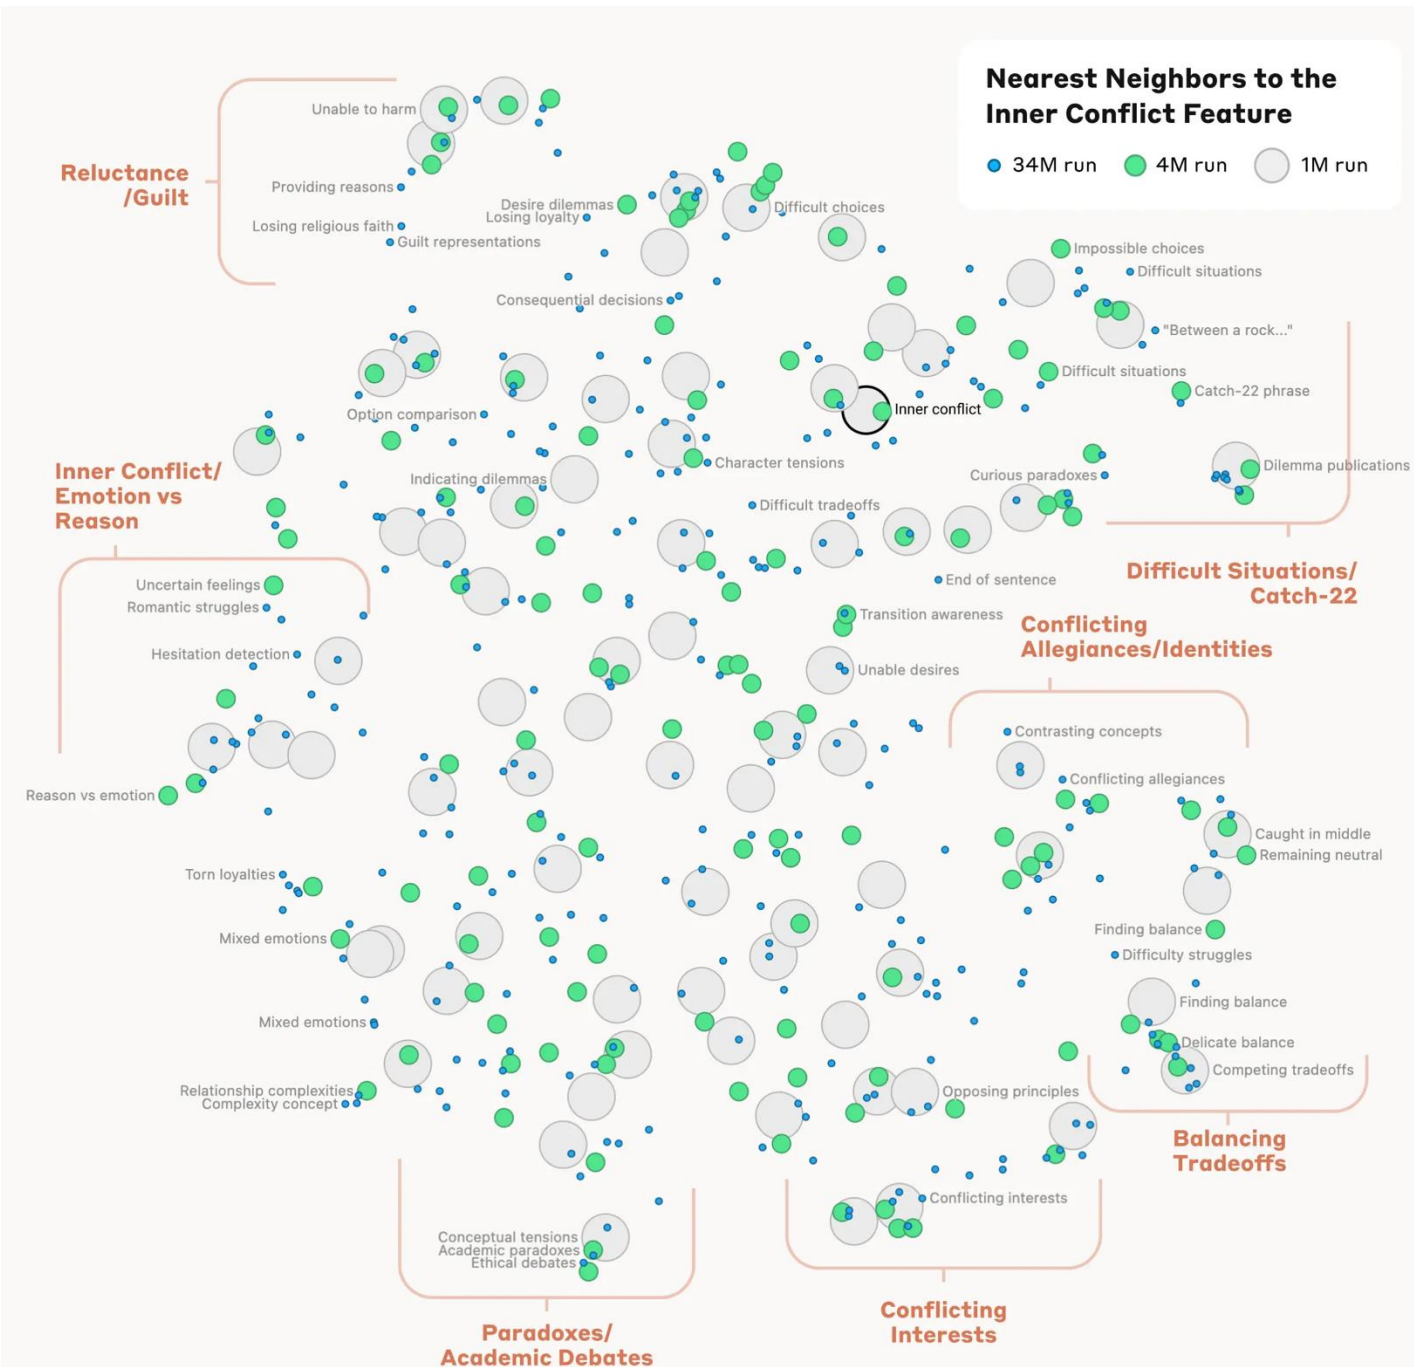 Nearest Neighbors to the
Inner Conflict Feature
34M run
4M run
1M run
Reluctance
/Guilt
Unable to harm
Providing reasons
Losing religious faith
Guilt representations
Desire dilemmas
Losing loyalty
Difficult choices
Consequential decisions
Impossible choices
Difficult situations
"Between a rock..."
Difficult situations
Catch-22 phrase
Option comparison
Inner conflict
Character tensions
Dilemma publications
Curious paradoxes
Inner Conflict/
Emotion vs
Reason
Indicating dilemmas
Difficult tradeoffs
Difficult Situations/
Catch-22
End of sentence
Uncertain feelings
Romantic struggles
Transition awareness
Conflicting
Allegiances/Identities
Hesitation detection
Unable desires
Contrasting concepts
Conflicting allegiances
Reason vs emotion
Caught in middle
Remaining neutral
Torn loyalties
Finding balance
Mixed emotions
Difficulty struggles
Finding balance
Mixed emotions
Delicate balance
Competing tradeoffs
Relationship complexities
Complexity concept
Opposing principles
Balancing
Tradeoffs
Conflicting interests
Conceptual tensions
Academic paradoxes
Ethical debates
Conflicting
Interests
Paradoxes/
Academic Debates